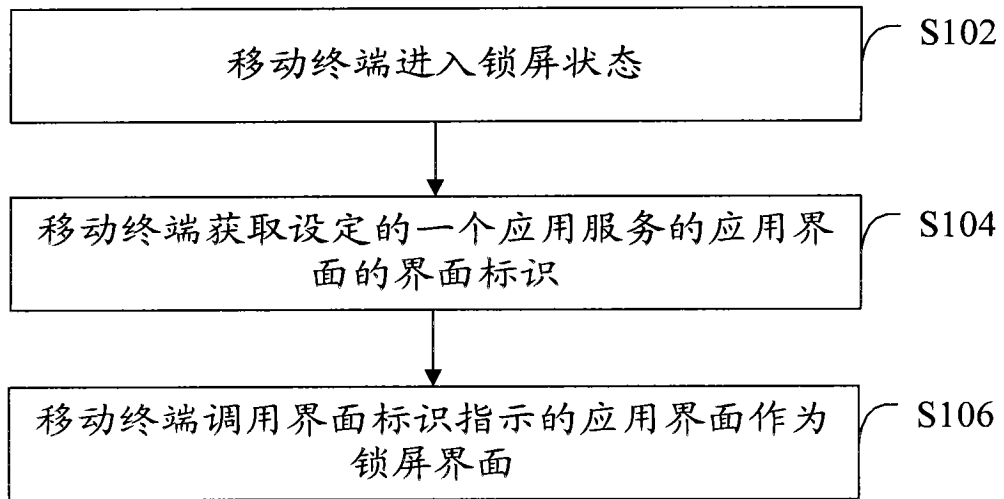 移动终端进入锁屏状态
S102
移动终端获取设定的一个应用服务的应用界
面的界面标识
S104
移动终端调用界面标识指示的应用界面作为
锁屏界面
S106